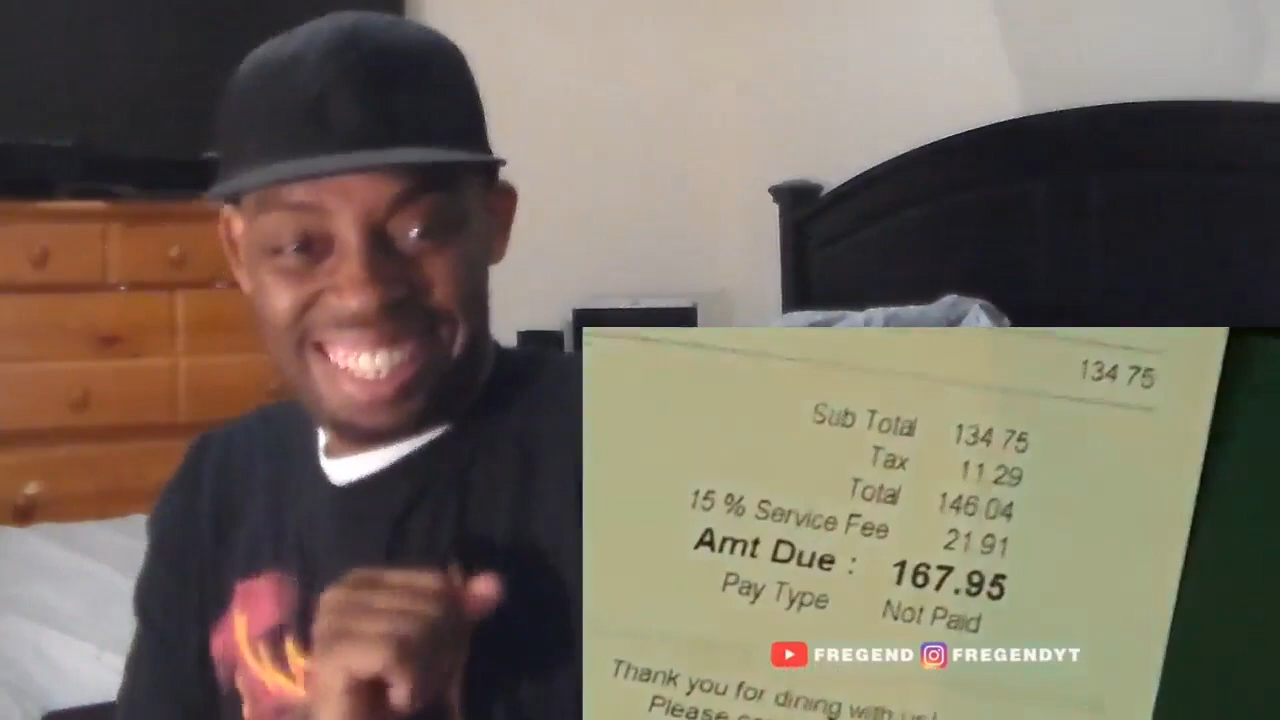 134 75
Sub Total 134 75
Tax 11 29
Total 146 04
15 % Service Fee 21 91
Amt Due : 167.95
Pay Type Not Paid
FREGEND FREGENDYT
Thank you for dining with us!
Please